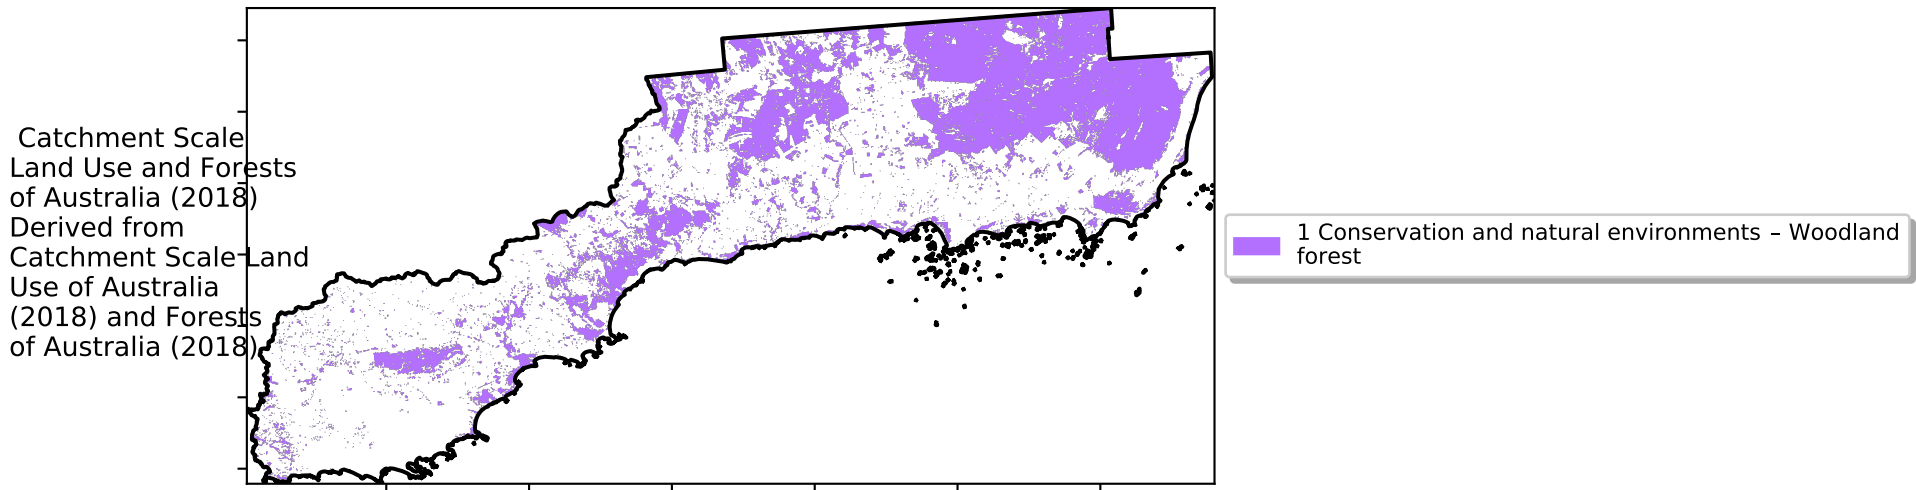 Catchment Scale
Land Use and Forests
of Australia (2018)
Derived from
Catchment Scale Land
Use of Australia
(2018) and Forests
of Australia (2018)
1 Conservation and natural environments – Woodland
forest